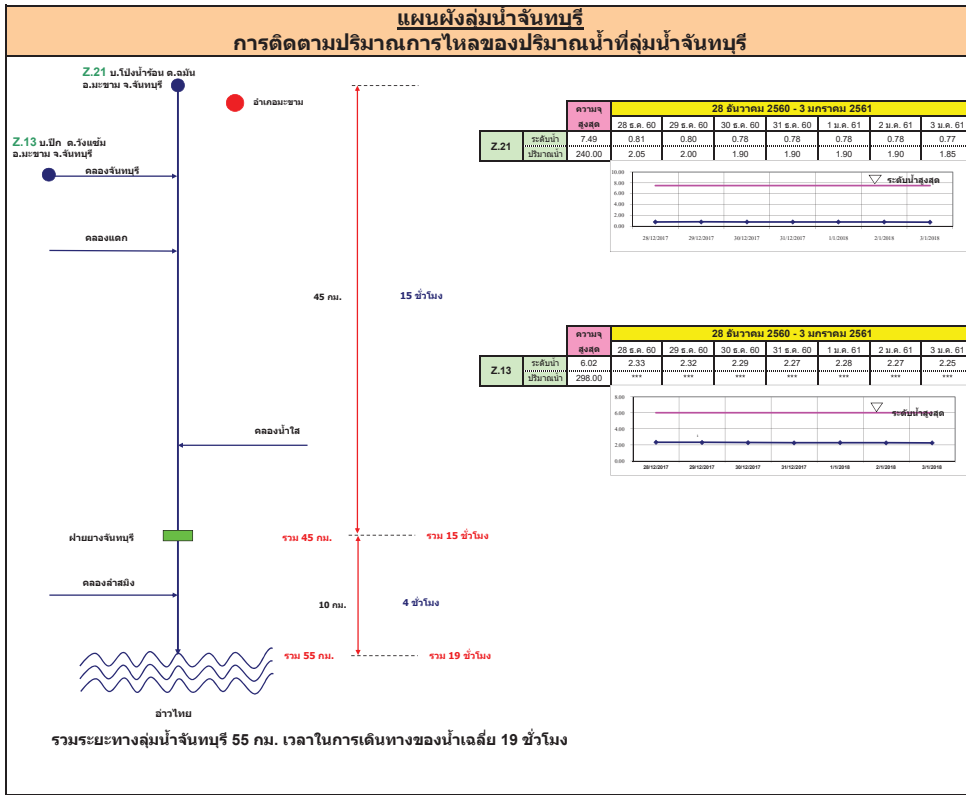 แผนผังลุ่มน้ำจันทบุรี
การติดตามปริมาณการไหลของปริมาณน้ำที่ลุ่มน้ำจันทบุรี
Z.21 บ.โป่งน้ำร้อน ต.ฉมัน
อ.มะขาม จ.จันทบุรี
อำเภอมะขาม
Z.13 บ.ปึก ต.วังแซ้ม
อ.มะขาม จ.จันทบุรี
คลองจันทบุรี
คลองแตก
45 กม. 15 ชั่วโมง
คลองน้ำใส
ฝายยางจันทบุรี
รวม 45 กม. รวม 15 ชั่วโมง
คลองลำสมิง
10 กม. 4 ชั่วโมง
รวม 55 กม. รวม 19 ชั่วโมง
อ่าวไทย
รวมระยะทางลุ่มน้ำจันทบุรี 55 กม. เวลาในการเดินทางของน้ำเฉลี่ย 19 ชั่วโมง
ความจุ 28 ธันวาคม 2560 - 3 มกราคม 2561
สูงสุด 28 ธ.ค. 60 29 ธ.ค. 60 30 ธ.ค. 60 31 ธ.ค. 60 1 ม.ค. 61 2 ม.ค. 61 3 ม.ค. 61
Z.21
ระดับน้ำ 7.49 0.81 0.80 0.78 0.78 0.78 0.78 0.77
ปริมาณน้ำ 240.00 2.05 2.00 1.90 1.90 1.90 1.90 1.85
ระดับน้ำสูงสุด
10.00
8.00
6.00
4.00
2.00
0.00
28/12/2017 29/12/2017 30/12/2017 31/12/2017 1/1/2018 2/1/2018 3/1/2018
ความจุ 28 ธันวาคม 2560 - 3 มกราคม 2561
สูงสุด 28 ธ.ค. 60 29 ธ.ค. 60 30 ธ.ค. 60 31 ธ.ค. 60 1 ม.ค. 61 2 ม.ค. 61 3 ม.ค. 61
Z.13
ระดับน้ำ 6.02 2.33 2.32 2.29 2.27 2.28 2.27 2.25
ปริมาณน้ำ 298.00 *** *** *** *** *** *** ***
ระดับน้ำสูงสุด
8.00
6.00
4.00
2.00
0.00
28/12/2017 29/12/2017 30/12/2017 31/12/2017 1/1/2018 2/1/2018 3/1/2018